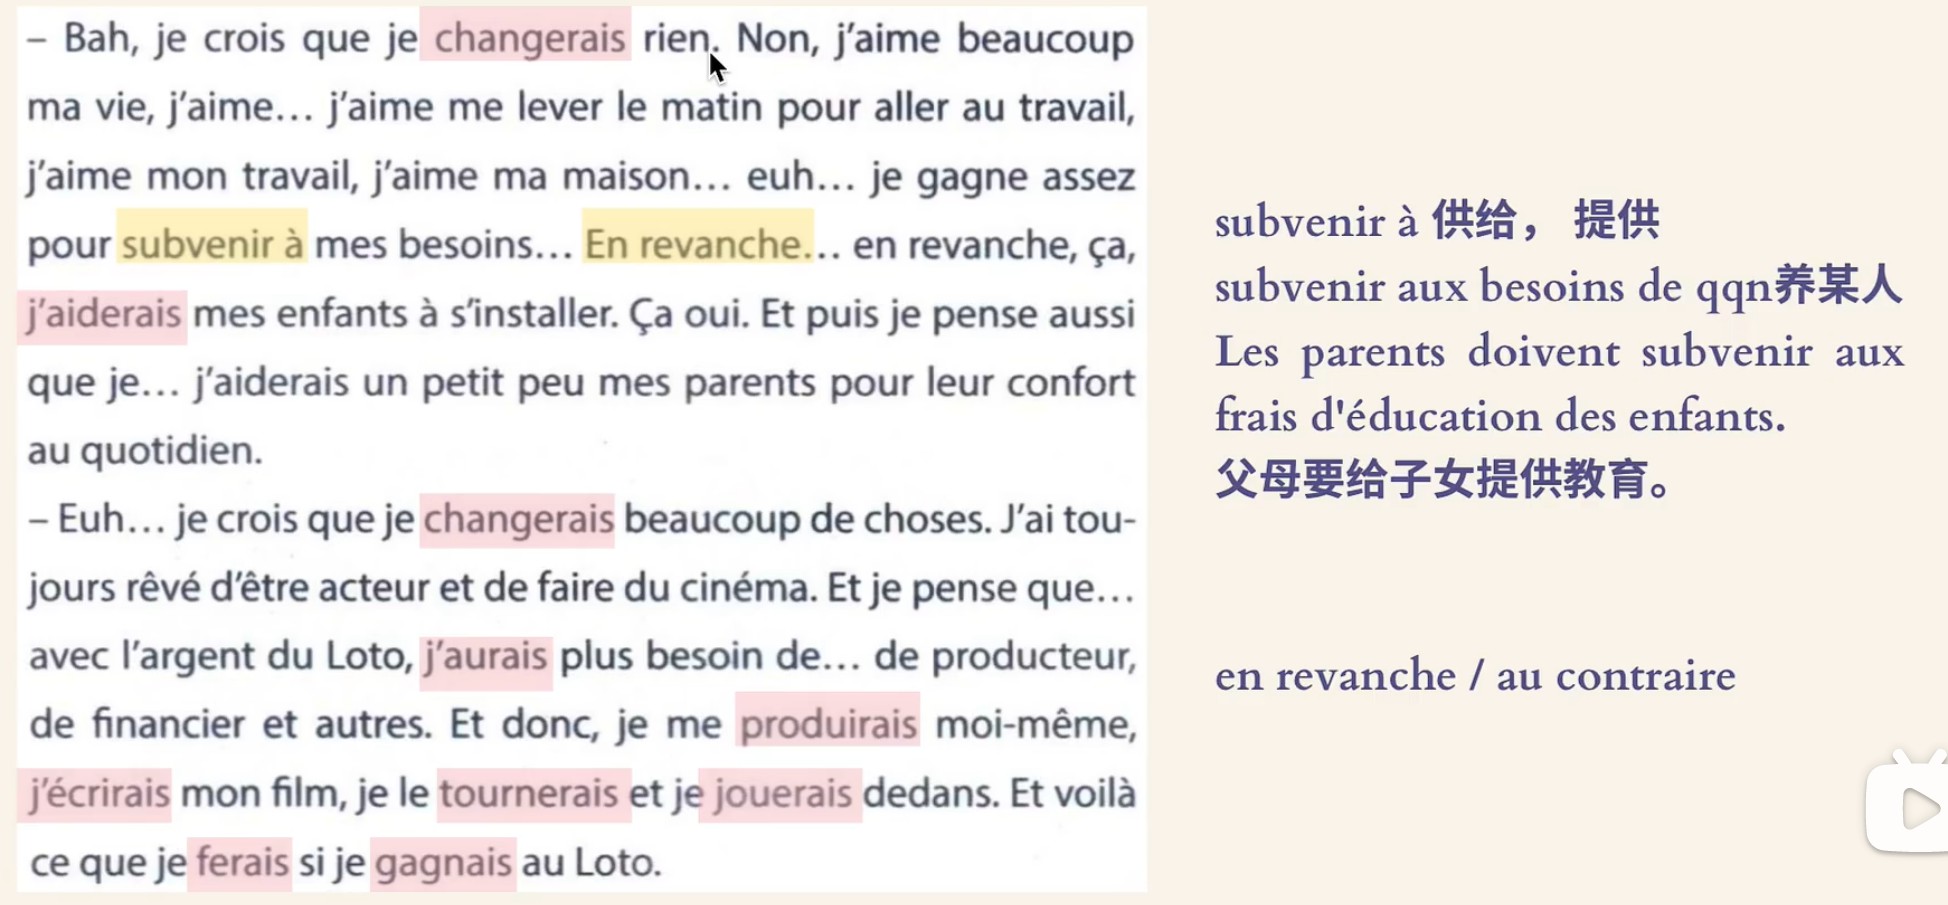 – Bah, je crois que je changerais rien. Non, j’aime beaucoup
ma vie, j’aime… j’aime me lever le matin pour aller au travail,
j’aime mon travail, j’aime ma maison… euh… je gagne assez
pour subvenir à mes besoins… En revanche… en revanche, ça,
j’aiderais mes enfants à s’installer. Ça oui. Et puis je pense aussi
que je… j’aiderais un petit peu mes parents pour leur confort
au quotidien.
– Euh… je crois que je changerais beaucoup de choses. J’ai tou-
jours rêvé d’être acteur et de faire du cinéma. Et je pense que…
avec l’argent du Loto, j’aurais plus besoin de… de producteur,
de financier et autres. Et donc, je me produirais moi-même,
j’écrirais mon film, je le tournerais et je jouerais dedans. Et voilà
ce que je ferais si je gagnais au Loto.
subvenir à 供给， 提供
subvenir aux besoins de qqn养某人
Les parents doivent subvenir aux
frais d'éducation des enfants.
父母要给子女提供教育。
en revanche / au contraire